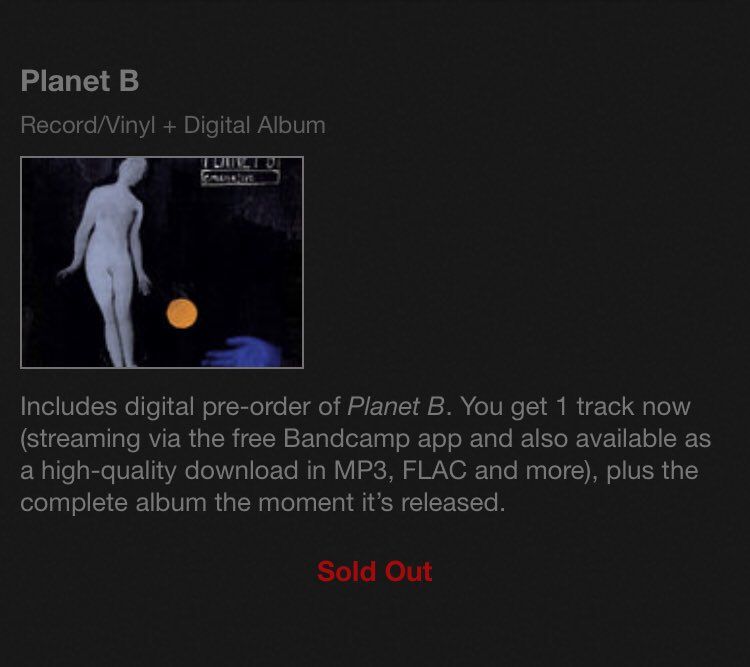 Planet B
Record/Vinyl + Digital Album
PLANET B
Includes digital pre-order of Planet B. You get 1 track now
(streaming via the free Bandcamp app and also available as
a high-quality download in MP3, FLAC and more), plus the
complete album the moment it’s released.
Sold Out